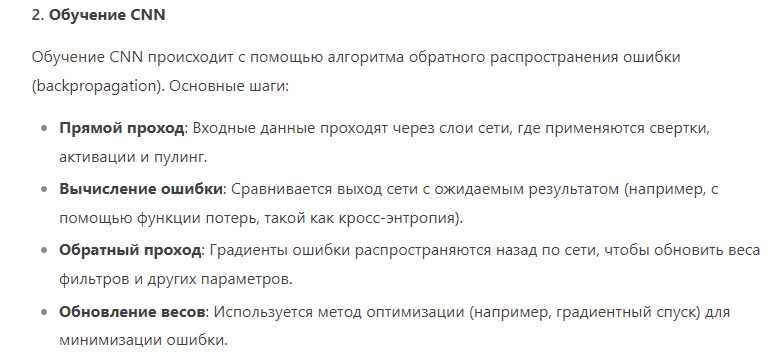 2. Обучение CNN
Обучение CNN происходит с помощью алгоритма обратного распространения ошибки
(backpropagation). Основные шаги:
• Прямой проход: Входные данные проходят через слои сети, где применяются свертки,
активации и пулинг.
• Вычисление ошибки: Сравнивается выход сети с ожидаемым результатом (например, с
помощью функции потерь, такой как кросс-энтропия).
• Обратный проход: Градиенты ошибки распространяются назад по сети, чтобы обновить веса
фильтров и других параметров.
• Обновление весов: Используется метод оптимизации (например, градиентный спуск) для
минимизации ошибки.